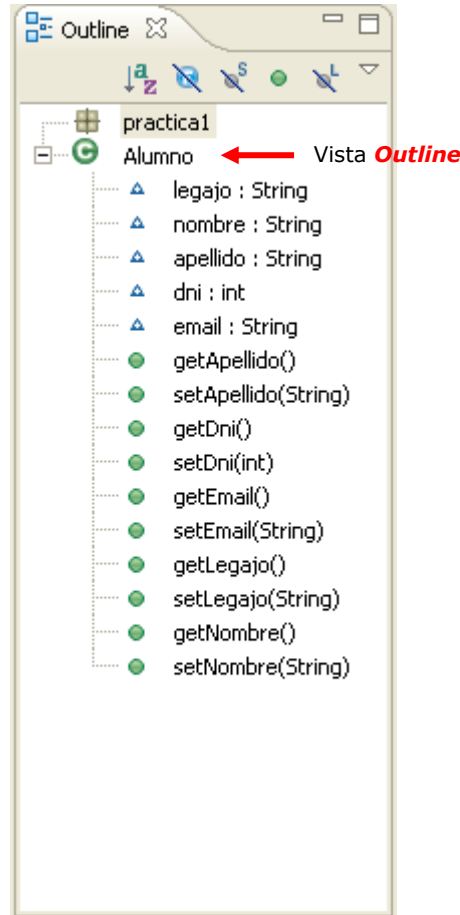 Outline
practica1
Alumno Vista Outline
legajo : String
nombre : String
apellido : String
dni : int
email : String
getApellido()
setApellido(String)
getDni()
setDni(int)
getEmail()
setEmail(String)
getLegajo()
setLegajo(String)
getNombre()
setNombre(String)